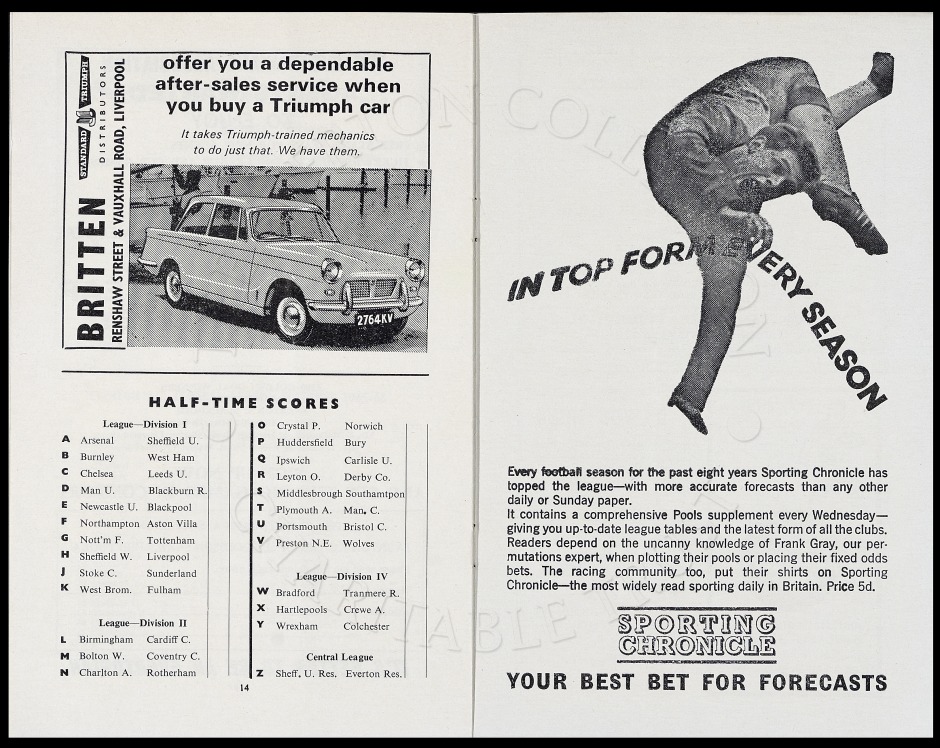 offer you a dependable
after-sales service when
you buy a Triumph car
It takes Triumph-trained mechanics
to do just that. We have them.
BRITTEN
STANDARD TRIUMPH
DISTRIBUTORS
RENSHAW STREET & VAUXHALL ROAD, LIVERPOOL
2764 KV
HALF-TIME SCORES
League—Division I
A Arsenal Sheffield U.
B Burnley West Ham
C Chelsea Leeds U.
D Man U. Blackburn R.
E Newcastle U. Blackpool
F Northampton Aston Villa
G Nott'm F. Tottenham
H Sheffield W. Liverpool
J Stoke C. Sunderland
K West Brom. Fulham
League—Division II
L Birmingham Cardiff C.
M Bolton W. Coventry C.
N Charlton A. Rotherham
O Crystal P. Norwich
P Huddersfield Bury
Q Ipswich Carlisle U.
R Leyton O. Derby Co.
S Middlesbrough Southamtpon
T Plymouth A. Man. C.
U Portsmouth Bristol C.
V Preston N.E. Wolves
League—Division IV
W Bradford Tranmere R.
X Hartlepools Crewe A.
Y Wrexham Colchester
Central League
Z Sheff. U. Res. Everton Res.
14
IN TOP FORM EVERY SEASON
Every football season for the past eight years Sporting Chronicle has
topped the league—with more accurate forecasts than any other
daily or Sunday paper.
It contains a comprehensive Pools supplement every Wednesday—
giving you up-to-date league tables and the latest form of all the clubs.
Readers depend on the uncanny knowledge of Frank Gray, our per-
mutations expert, when plotting their pools or placing their fixed odds
bets. The racing community too, put their shirts on Sporting
Chronicle—the most widely read sporting daily in Britain. Price 5d.
SPORTING
CHRONICLE
YOUR BEST BET FOR FORECASTS